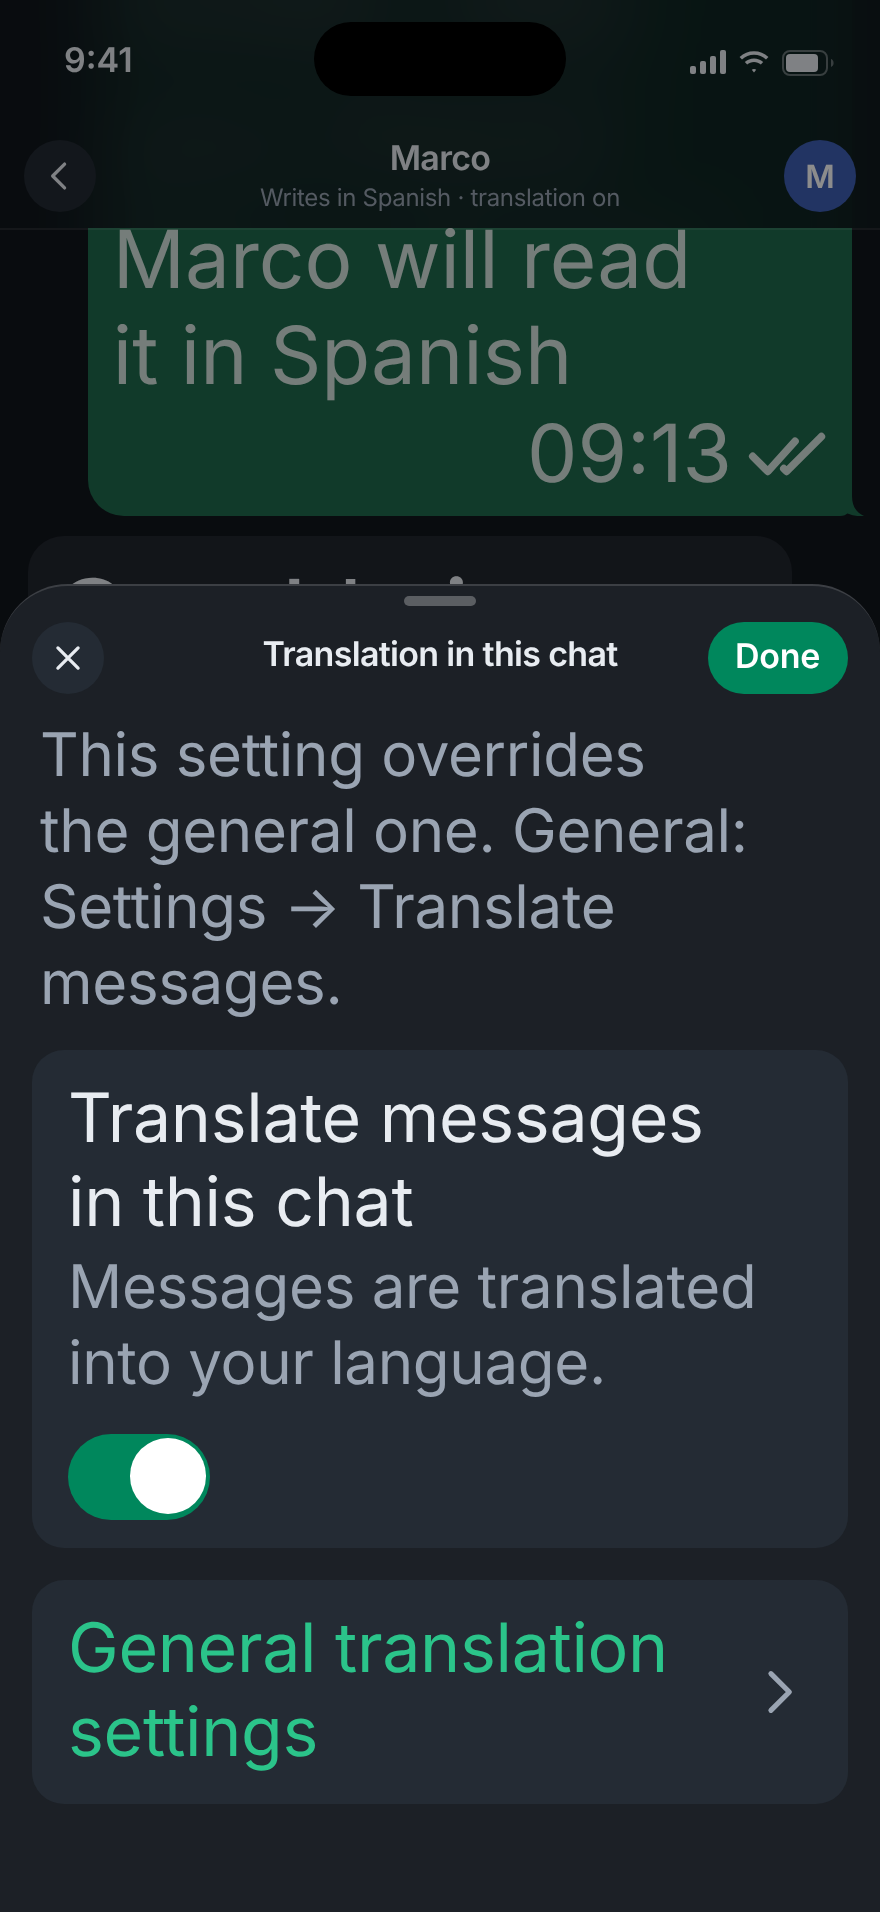 9:41
Marco
Writes in Spanish · translation on
M
Marco will read
it in Spanish
09:13
Translation in this chat
Done
This setting overrides
the general one. General:
Settings → Translate
messages.
Translate messages
in this chat
Messages are translated
into your language.
General translation
settings